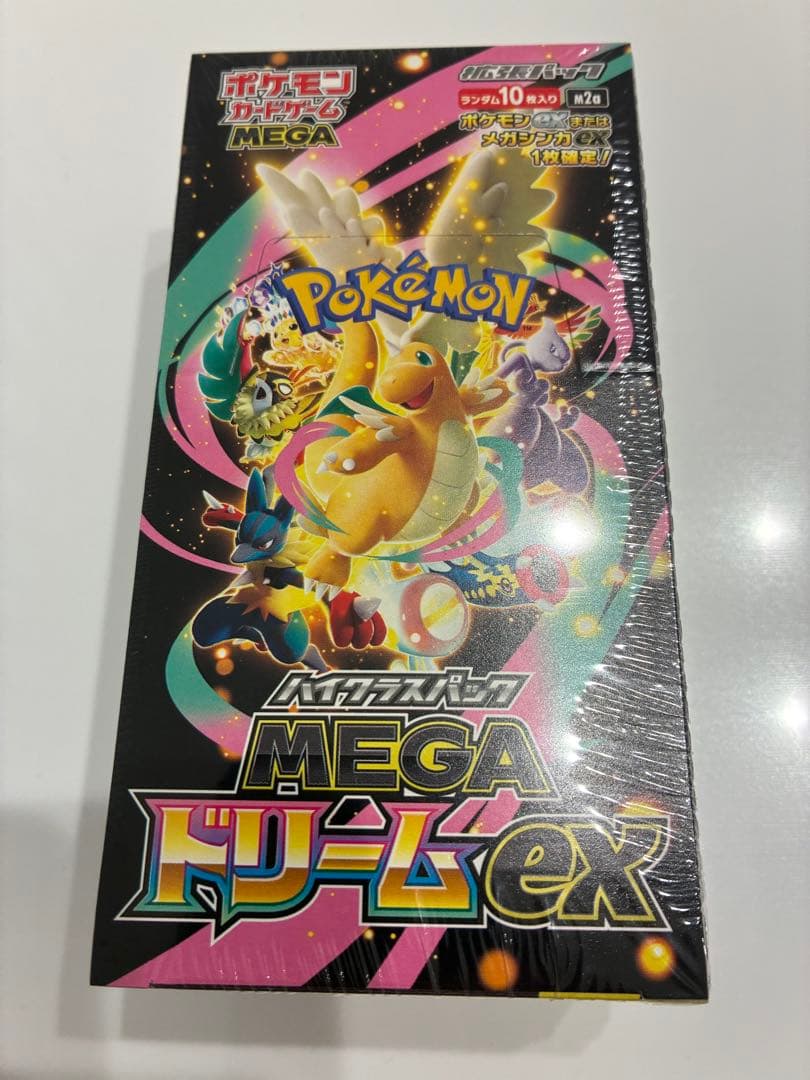 ポケモン
カードゲーム
MEGA
拡張パック
ランダム10枚入り M2a
ポケモンexまたは
メガシンカex
1枚確定!
POKéMON
TM
ハイクラスパック
MEGA
ドリームex